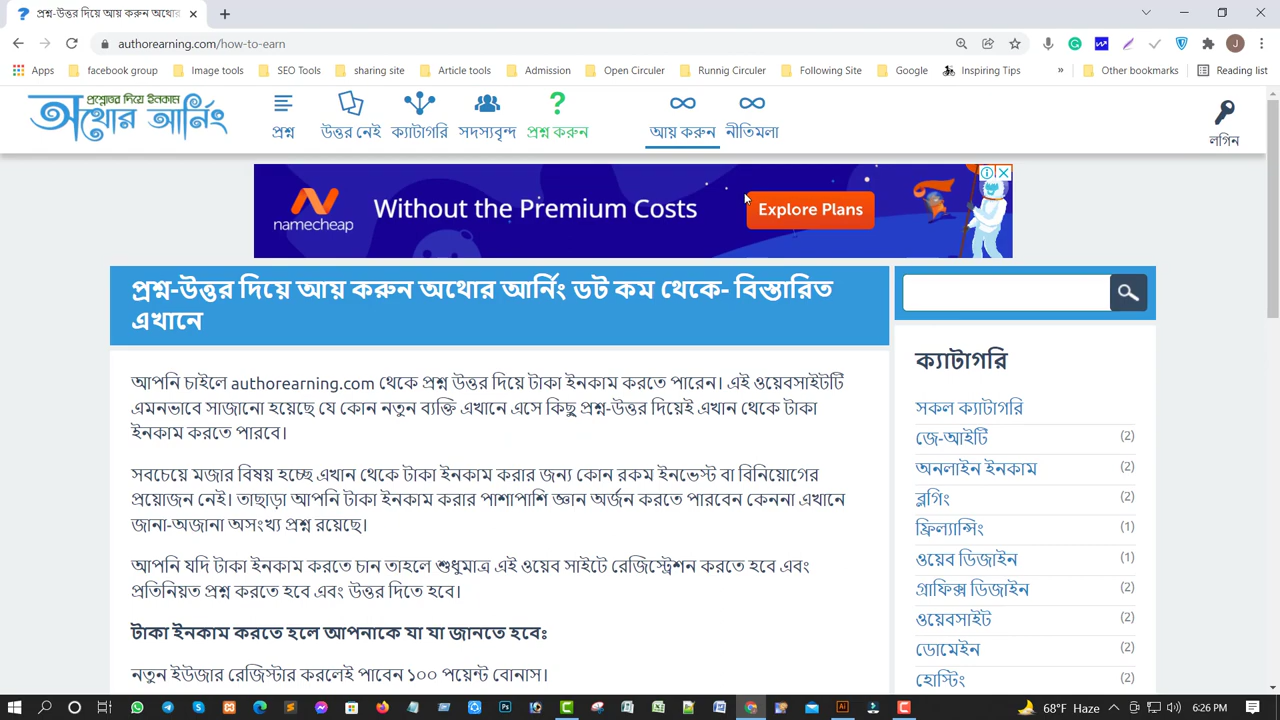 প্রশ্ন-উত্তর দিয়ে আয় করুন অথোর
authorearning.com/how-to-earn
Apps
facebook group
Image tools
SEO Tools
sharing site
Article tools
Admission
Open Circuler
Runnig Circuler
Following Site
Google
Inspiring Tips
»
Other bookmarks
Reading list
প্রশ্নোত্তর দিয়ে ইনকাম
অথোর আর্নিং
প্রশ্ন
উত্তর নেই
ক্যাটাগরি
সদস্যবৃন্দ
প্রশ্ন করুন
আয় করুন
নীতিমলা
লগিন
namecheap
Without the Premium Costs
Explore Plans
প্রশ্ন-উত্তর দিয়ে আয় করুন অথোর আর্নিং ডট কম থেকে- বিস্তারিত
এখানে
আপনি চাইলে authorearning.com থেকে প্রশ্ন উত্তর দিয়ে টাকা ইনকাম করতে পারেন। এই ওয়েবসাইটটি
এমনভাবে সাজানো হয়েছে যে কোন নতুন ব্যক্তি এখানে এসে কিছু প্রশ্ন-উত্তর দিয়েই এখান থেকে টাকা
ইনকাম করতে পারবে।
সবচেয়ে মজার বিষয় হচ্ছে এখান থেকে টাকা ইনকাম করার জন্য কোন রকম ইনভেস্ট বা বিনিয়োগের
প্রয়োজন নেই। তাছাড়া আপনি টাকা ইনকাম করার পাশাপাশি জ্ঞান অর্জন করতে পারবেন কেননা এখানে
জানা-অজানা অসংখ্য প্রশ্ন রয়েছে।
আপনি যদি টাকা ইনকাম করতে চান তাহলে শুধুমাত্র এই ওয়েব সাইটে রেজিস্ট্রেশন করতে হবে এবং
প্রতিনিয়ত প্রশ্ন করতে হবে এবং উত্তর দিতে হবে।
টাকা ইনকাম করতে হলে আপনাকে যা যা জানতে হবেঃ
নতুন ইউজার রেজিস্টার করলেই পাবেন ১০০ পয়েন্ট বোনাস।
ক্যাটাগরি
সকল ক্যাটাগরি
জে-আইটি (2)
অনলাইন ইনকাম (2)
ব্লগিং (2)
ফ্রিল্যান্সিং (1)
ওয়েব ডিজাইন (1)
গ্রাফিক্স ডিজাইন (2)
ওয়েবসাইট (2)
ডোমেইন (2)
হোস্টিং (2)
68°F Haze
6:26 PM